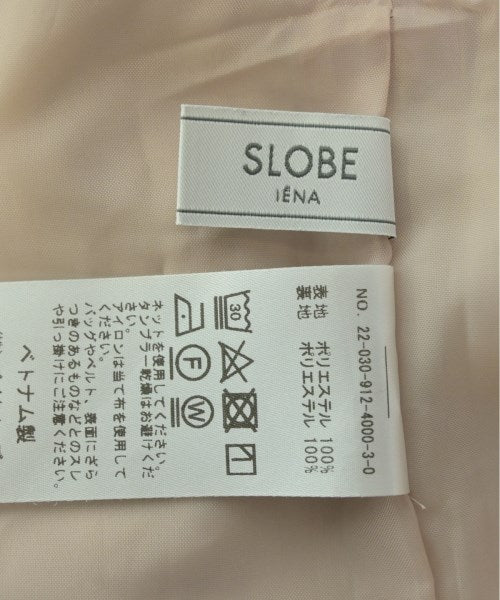 SLOBE
IÉNA
NO. 22-030-912-4000-3-0
表地 ポリエステル 100%
裏地 ポリエステル 100%
30
F
W
ネットを使用してください。
タンブラー乾燥はお避けくだ
さい。
アイロンは当て布を使用して
ください。
バッグやベルト、表面にざら
つきのあるものなどとのスレ
や引っ掛けにご注意ください。
ベトナム製